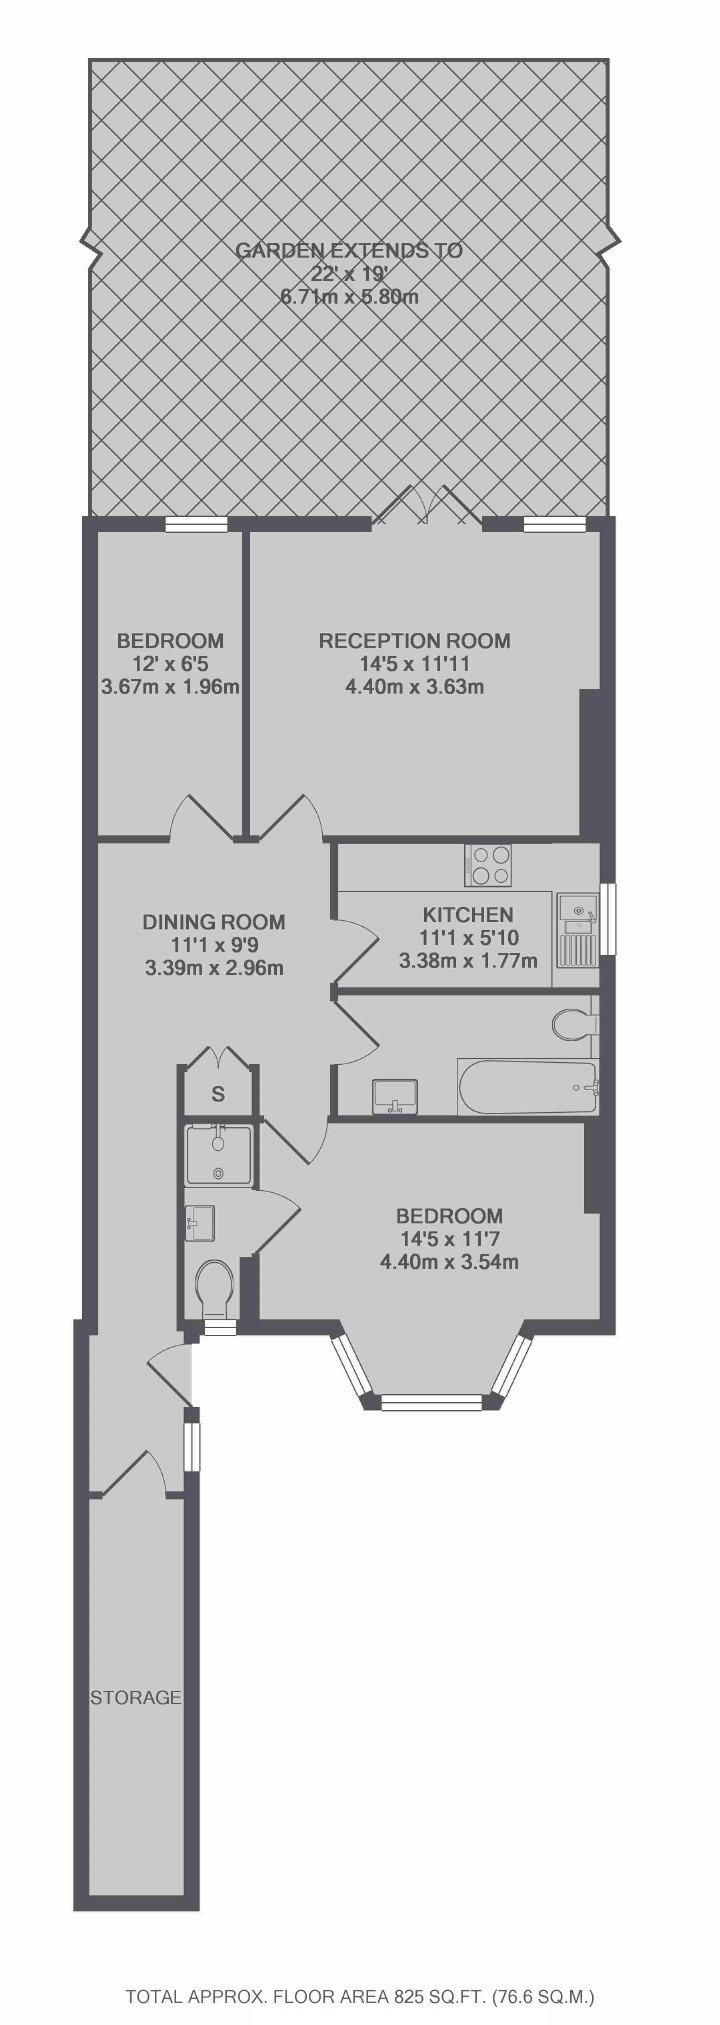 GARDEN EXTENDS TO
22' x 19'
6.71m x 5.80m
BEDROOM
12' x 6'5
3.67m x 1.96m
RECEPTION ROOM
14'5 x 11'11
4.40m x 3.63m
DINING ROOM
11'1 x 9'9
3.39m x 2.96m
KITCHEN
11'1 x 5'10
3.38m x 1.77m
S
BEDROOM
14'5 x 11'7
4.40m x 3.54m
STORAGE
TOTAL APPROX. FLOOR AREA 825 SQ.FT. (76.6 SQ.M.)